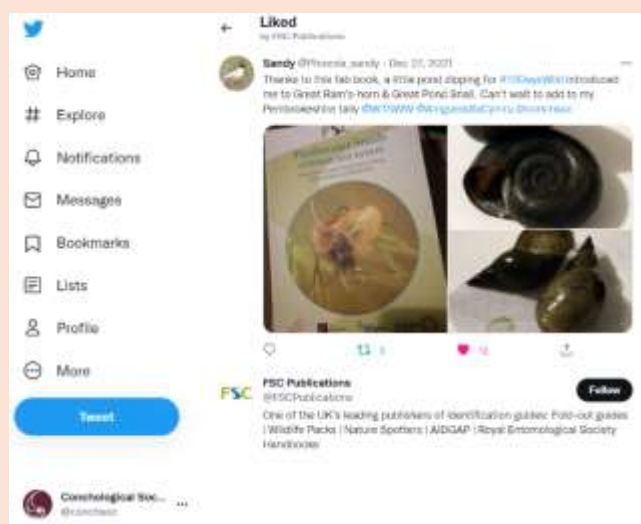 Liked
by FSC Publications
Home
Explore
Notifications
Messages
Bookmarks
Lists
Profile
More
Tweet
Conchological Soc...
@conchsoc
Sandy @Phoenix_sandy · Dec 27, 2021
Thanks to this fab book, a little pond dipping for introduced
me to Great Ram's-horn & Great Pond Snail. Can't wait to add to my
Pembrokeshire tally
FSC
FSC Publications
@FSCPublications
Follow
One of the UK's leading publishers of identification guides: Fold-out guides
| Wildlife Packs | Nature Spotters | AIDGAP | Royal Entomological Society
Handbooks